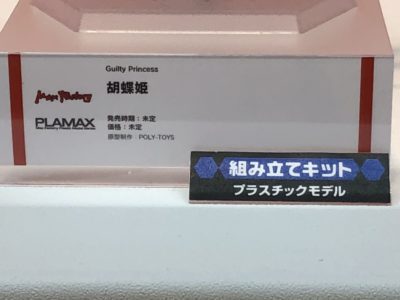 Guilty Princess
Max Factory
胡蝶姫
PLAMAX
発売時期：未定
価格：未定
原型制作：POLY-TOYS
組み立てキット
プラスチックモデル